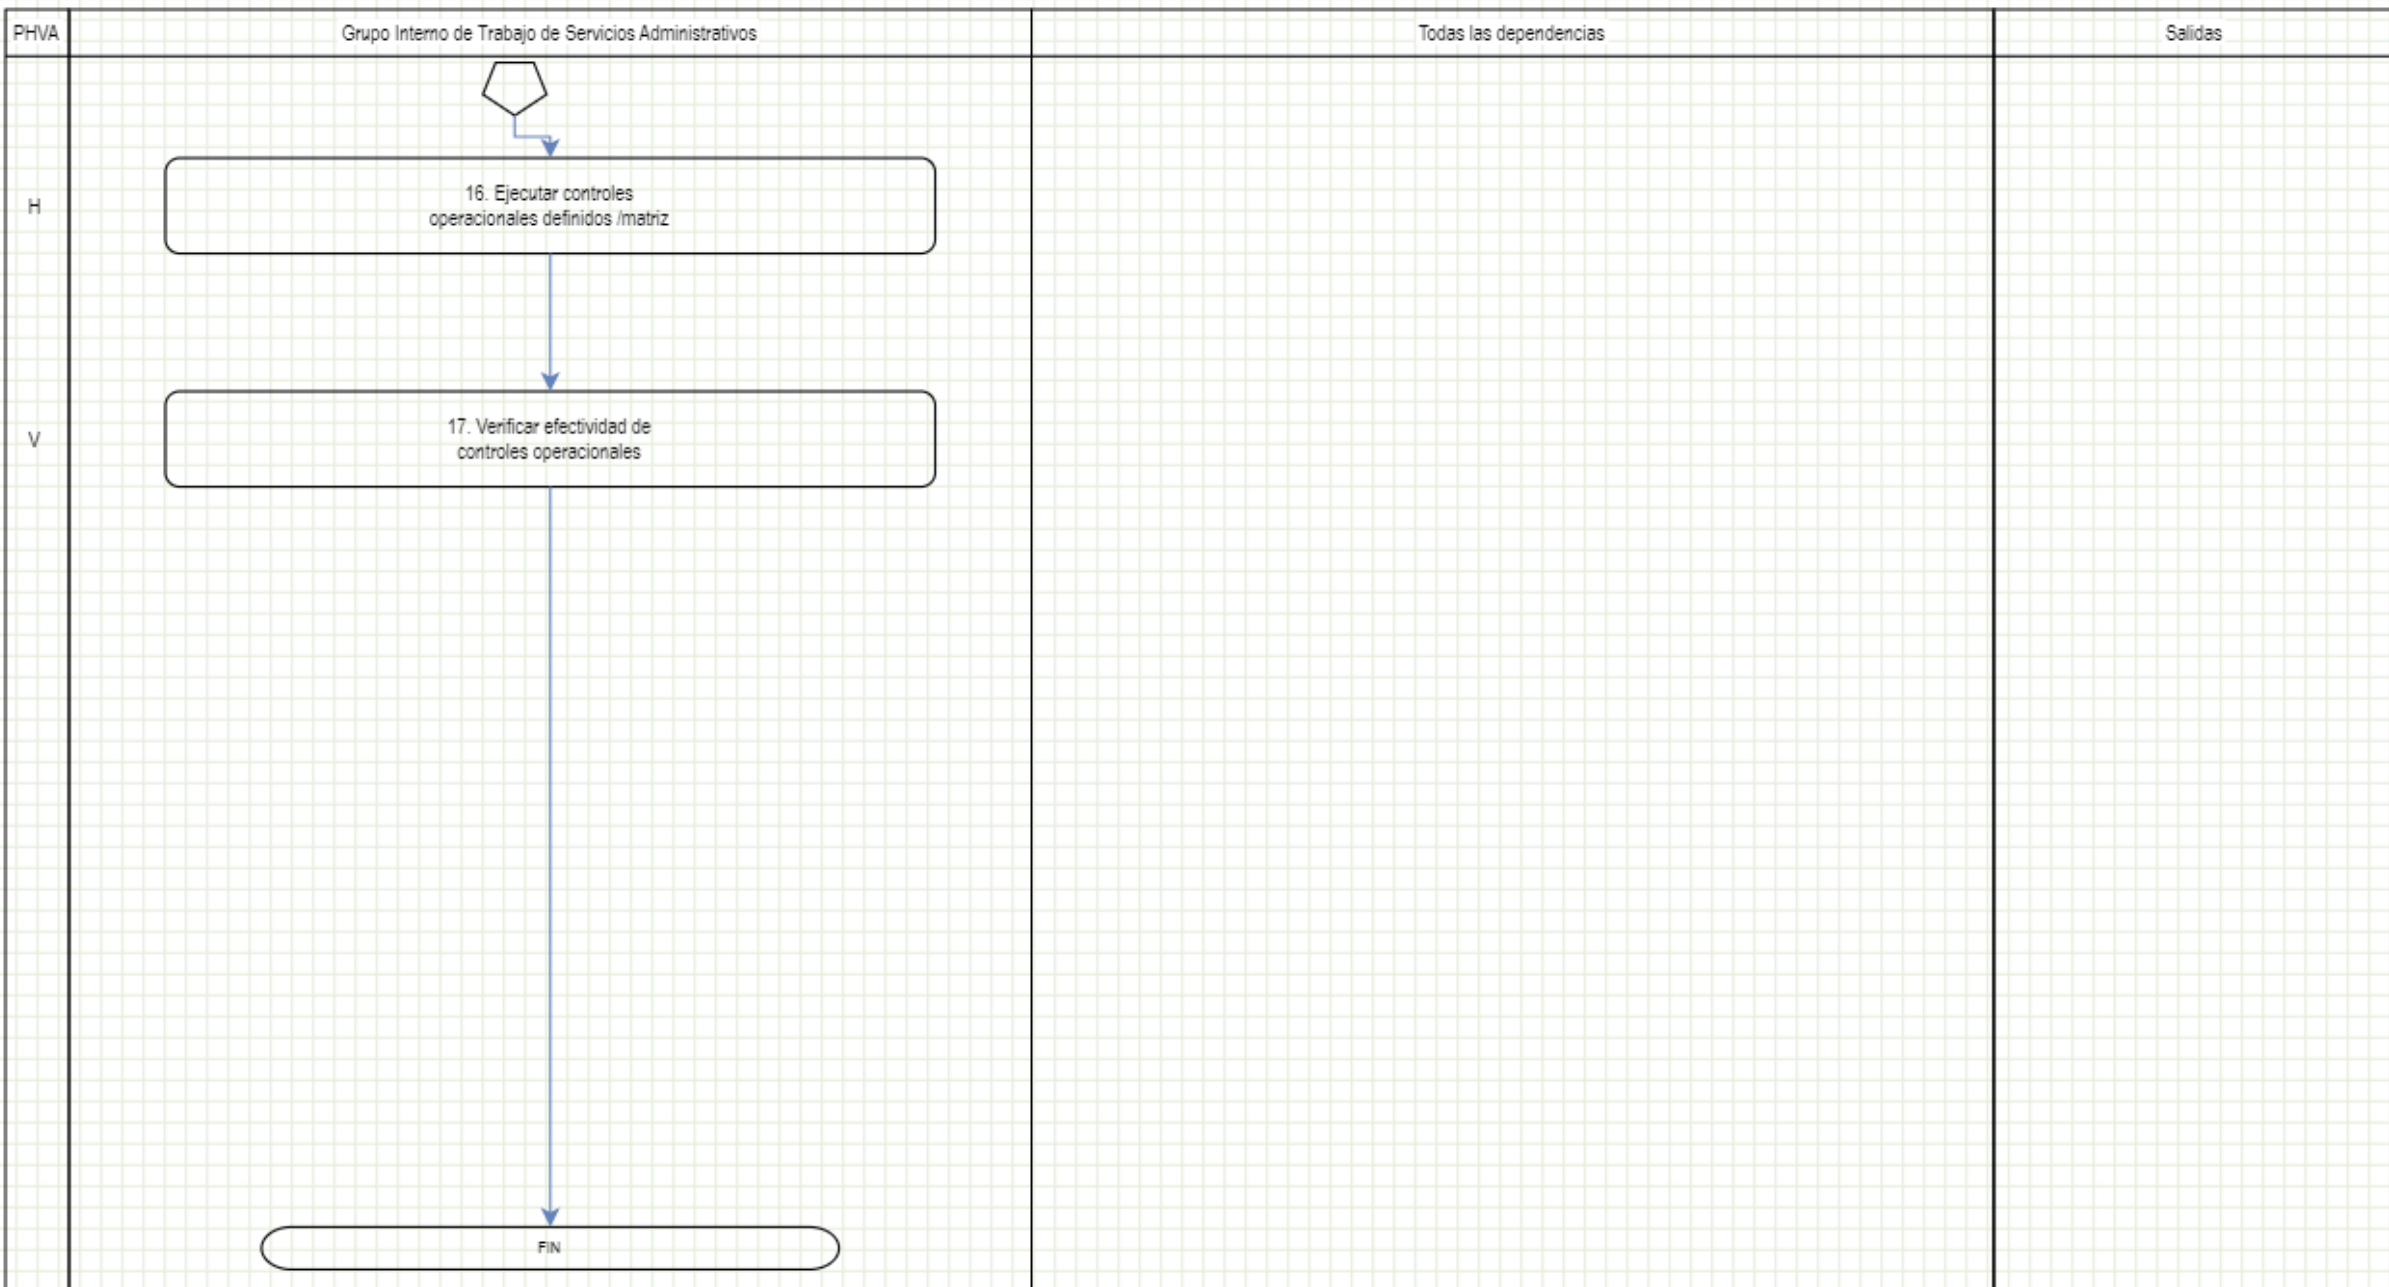 PHVA
Grupo Interno de Trabajo de Servicios Administrativos
Todas las dependencias
Salidas
H
16. Ejecutar controles
operacionales definidos /matriz
V
17. Verificar efectividad de
controles operacionales
FIN